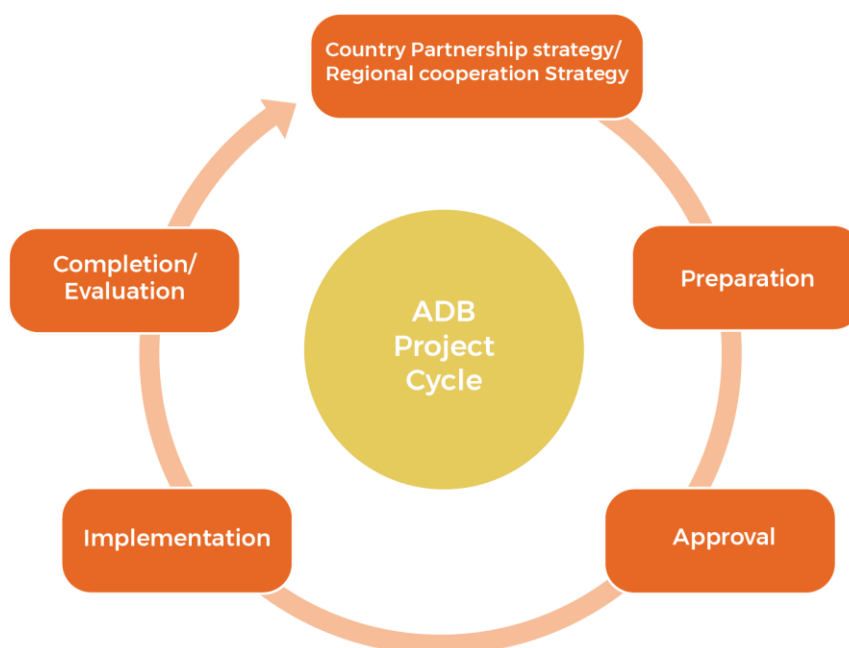 Country Partnership strategy/
Regional cooperation Strategy
Preparation
Approval
Implementation
Completion/
Evaluation
ADB
Project
Cycle